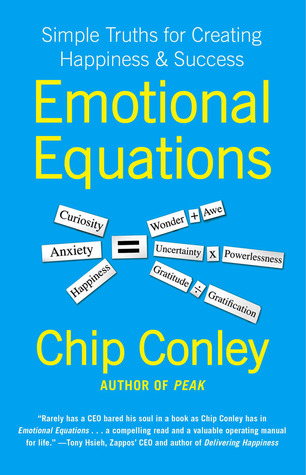 Simple Truths for Creating
Happiness & Success
Emotional
Equations
Curiosity
Wonder + Awe
Anxiety
=
Uncertainty x Powerlessness
Happiness
Gratitude ÷ Gratification
Chip Conley
AUTHOR OF PEAK
“Rarely has a CEO bared his soul in a book as Chip Conley has in
Emotional Equations . . . a compelling read and a valuable operating manual
for life.” —Tony Hsieh, Zappos’ CEO and author of Delivering Happiness